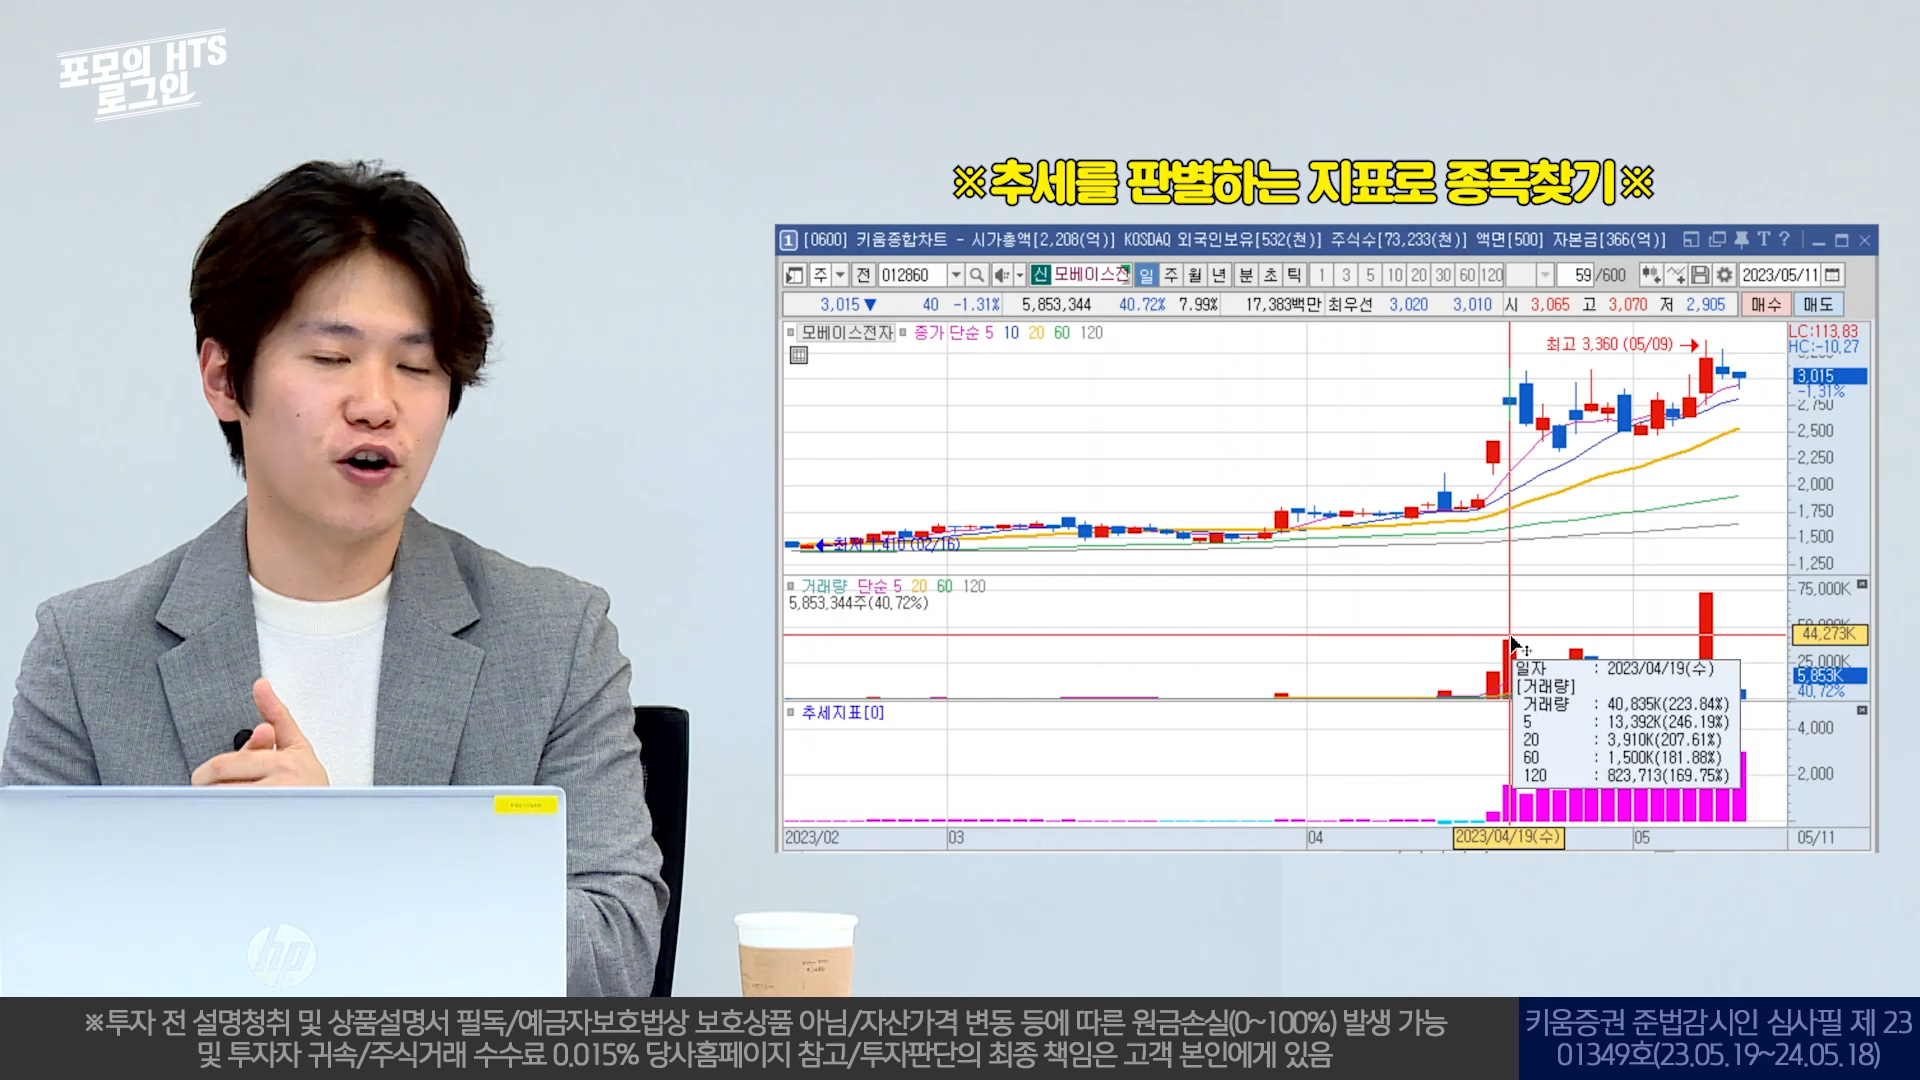 포모의 HTS
로그인
※추세를 판별하는 지표로 종목찾기※
1 [0600] 키움종합차트 - 시가총액[2,208(억)] KOSDAQ 외국인보유[532(천)] 주식수[73,233(천)] 액면[500] 자본금[366(억)] T ?
주 전 012860 신 모베이스전 일 주 월 년 분 초 틱 1 3 5 10 20 30 60 120 59 /600 2023/05/11
3,015 ▼ 40 -1.31% 5,853,344 40.72% 7.99% 17,383백만 최우선 3,020 3,010 시 3,065 고 3,070 저 2,905 매수 매도
모베이스전자 종가 단순 5 10 20 60 120
LC:113.83
최고 3,360 (05/09) →
HC:-10.27
3,015
-1.31%
2,750
2,500
2,250
2,000
1,750
1,500
최저 1,410 (02/16)
1,250
거래량 단순 5 20 60 120
75,000K
5,853,344주(40.72%)
44,273K
25,000K
5,853K
40.72%
일자 : 2023/04/19(수)
[거래량]
거래량 : 40,835K(223.84%)
5 : 13,392K(246.19%)
20 : 3,910K(207.61%)
60 : 1,500K(181.88%)
120 : 823,713(169.75%)
추세지표[0]
4,000
2,000
2023/02 03 04 2023/04/19(수) 05 05/11
hp
※투자 전 설명청취 및 상품설명서 필독/예금자보호법상 보호상품 아님/자산가격 변동 등에 따른 원금손실(0~100%) 발생 가능
및 투자자 귀속/주식거래 수수료 0.015% 당사홈페이지 참고/투자판단의 최종 책임은 고객 본인에게 있음
키움증권 준법감시인 심사필 제 23
01349호(23.05.19~24.05.18)